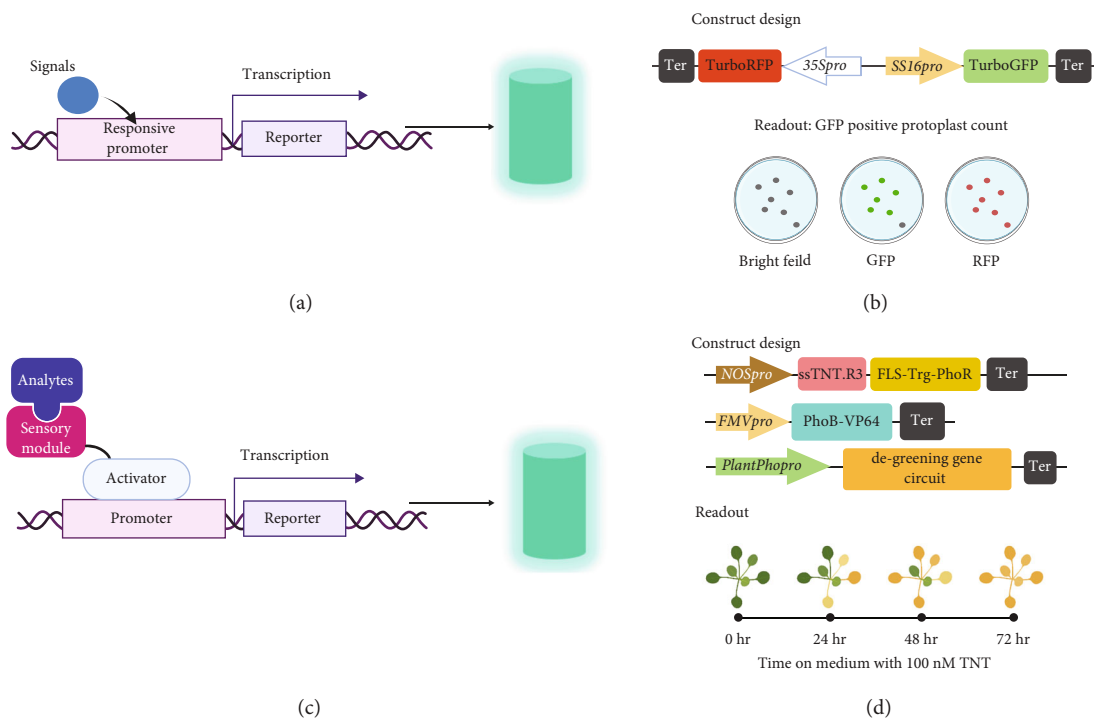 Signals
Transcription
Responsive
promoter
Reporter
(a)
Construct design
Ter
TurboRFP
35Spro
SS16pro
TurboGFP
Ter
Readout: GFP positive protoplast count
Bright feild
GFP
RFP
(b)
Analytes
Sensory
module
Activator
Transcription
Promoter
Reporter
(c)
Construct design
NOSpro
ssTNT.R3
FLS-Trg-PhoR
Ter
FMVpro
PhoB-VP64
Ter
PlantPhopro
de-greening gene
circuit
Ter
Readout
0 hr
24 hr
48 hr
72 hr
Time on medium with 100 nM TNT
(d)